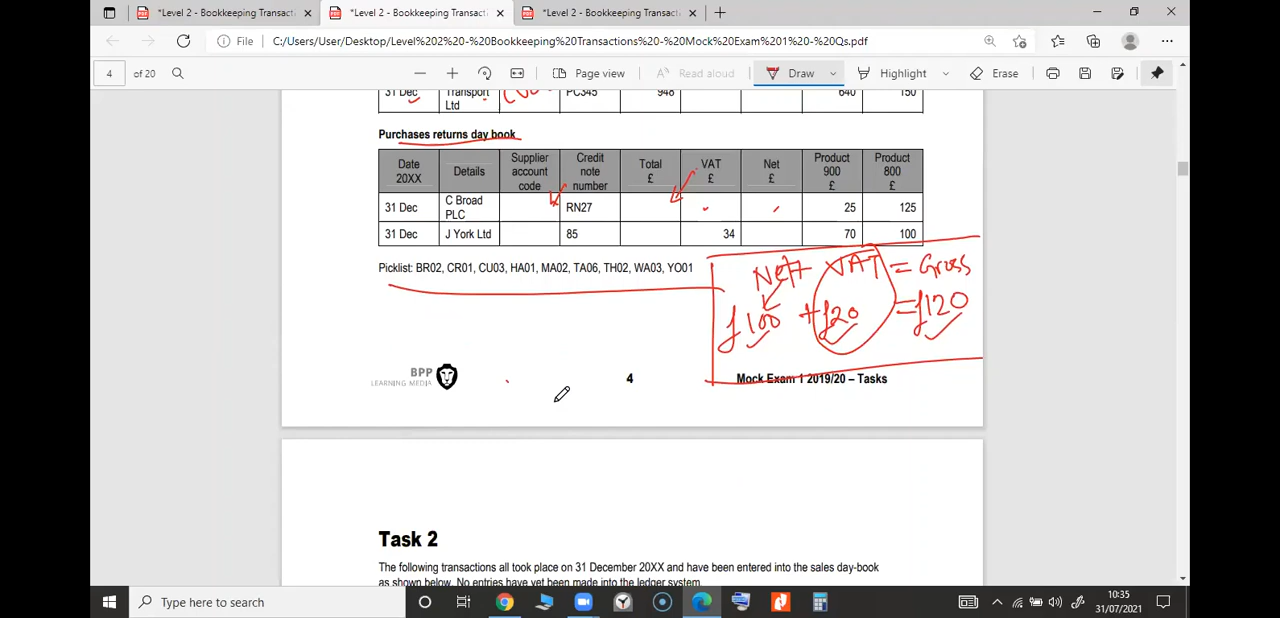 *Level 2 - Bookkeeping Transacti
*Level 2 - Bookkeeping Transact
*Level 2 - Bookkeeping Transact
File C:/Users/User/Desktop/Level%202%20-%20Bookkeeping%20Transactions%20-%20Mock%20Exam%201%20-%20Qs.pdf
4 of 20 Page view Read aloud Draw Highlight Erase
31 Dec Transport Ltd PC345 948 640 150
Purchases returns day book
Date 20XX Details Supplier account code Credit note number Total £ VAT £ Net £ Product 900 £ Product 800 £
31 Dec C Broad PLC RN27 25 125
31 Dec J York Ltd 85 34 70 100
Picklist: BR02, CR01, CU03, HA01, MA02, TA06, TH02, WA03, YO01
Nett VAT = Gross
£100 + £20 = £120
BPP LEARNING MEDIA 4 Mock Exam 1 2019/20 – Tasks
Task 2
The following transactions all took place on 31 December 20XX and have been entered into the sales day-book
as shown below. No entries have yet been made into the ledger system.
Type here to search
10:35
31/07/2021